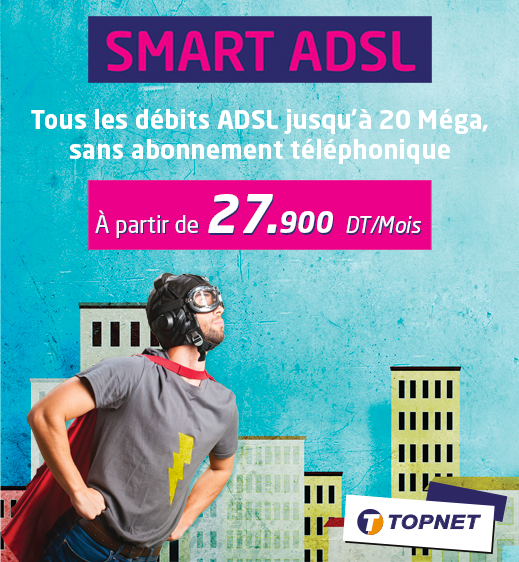 SMART ADSL
Tous les débits ADSL jusqu'à 20 Méga,
sans abonnement téléphonique
À partir de 27.900 DT/Mois
T TOPNET